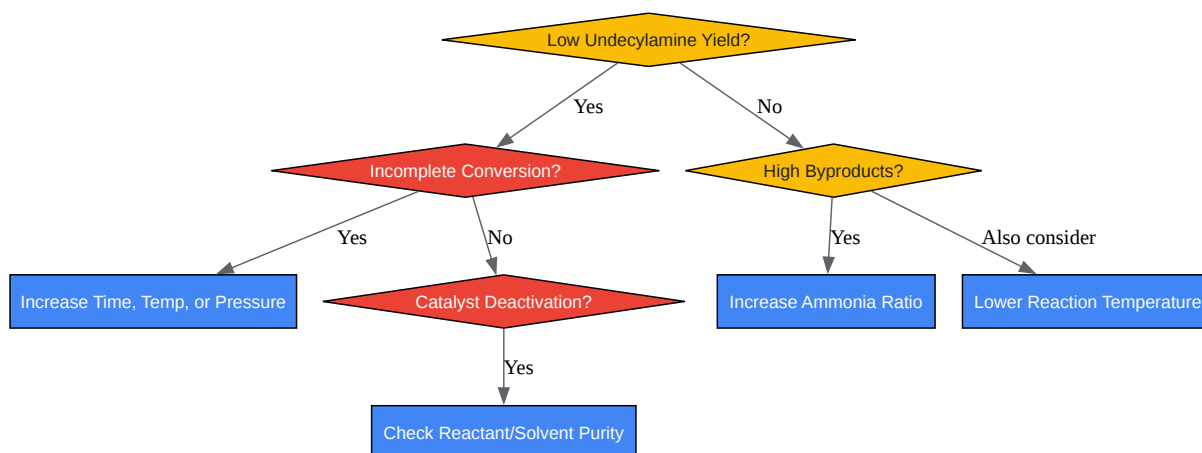 Low Undecylamine Yield?
Yes
No
Incomplete Conversion?
High Byproducts?
Yes
No
Yes
Also consider
Increase Time, Temp, or Pressure
Catalyst Deactivation?
Increase Ammonia Ratio
Lower Reaction Temperature
Yes
Check Reactant/Solvent Purity